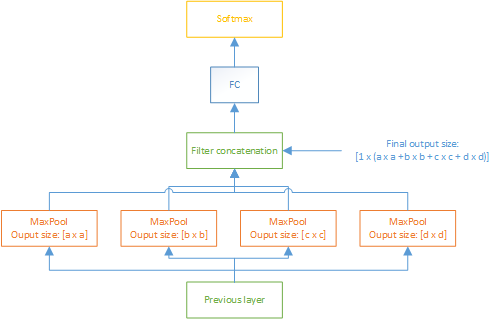 Softmax
FC
Filter concatenation
Final output size:
[1 x (a x a + b x b + c x c + d x d)]
MaxPool
Ouput size: [a x a]
MaxPool
Ouput size: [b x b]
MaxPool
Ouput size: [c x c]
MaxPool
Ouput size: [d x d]
Previous layer